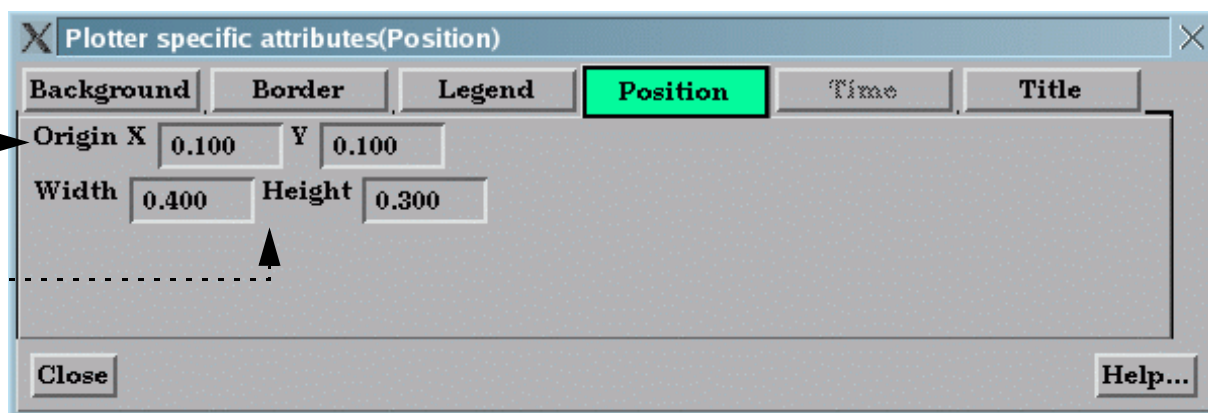 X Plotter specific attributes(Position)
Background Border Legend Position Time Title
Origin X 0.100 Y 0.100
Width 0.400 Height 0.300
Close Help...